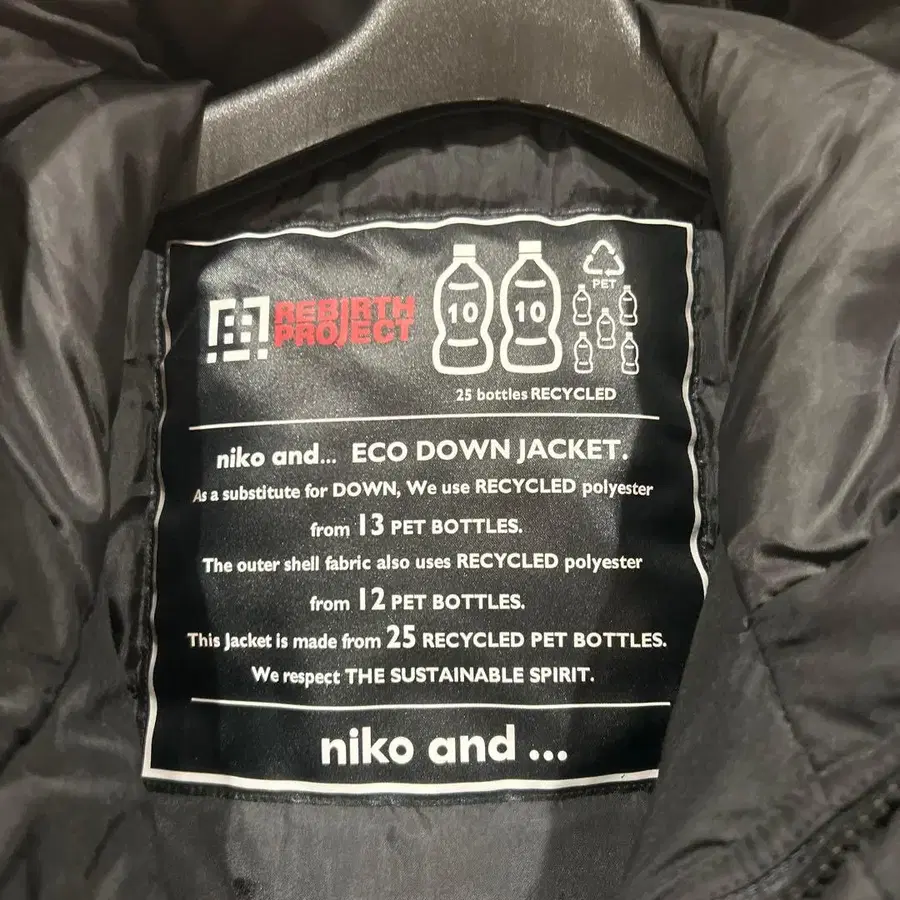 REBIRTH
PROJECT
10
10
PET
25 bottles RECYCLED
niko and... ECO DOWN JACKET.
As a substitute for DOWN, We use RECYCLED polyester
from 13 PET BOTTLES.
The outer shell fabric also uses RECYCLED polyester
from 12 PET BOTTLES.
This Jacket is made from 25 RECYCLED PET BOTTLES.
We respect THE SUSTAINABLE SPIRIT.
niko and ...